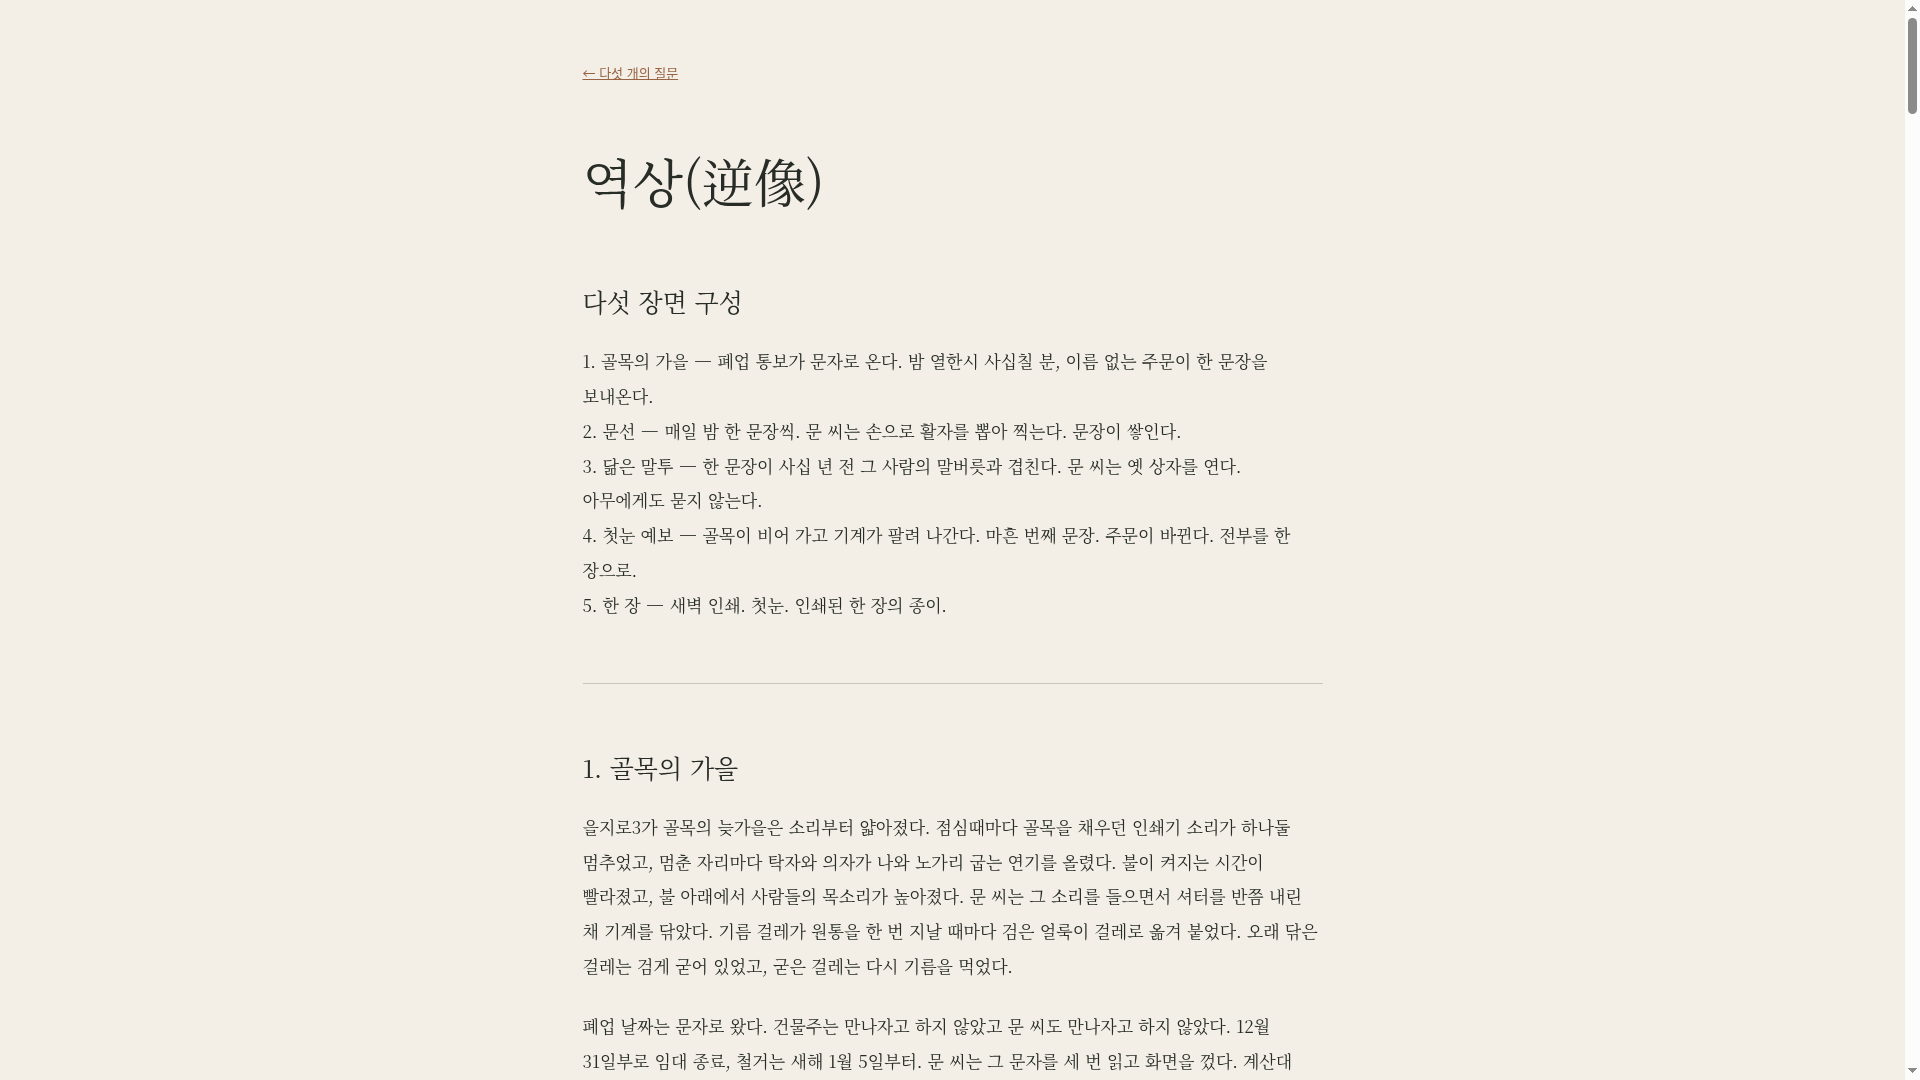 ← 다섯 개의 질문
역상(逆像)
다섯 장면 구성
1. 골목의 가을 — 폐업 통보가 문자로 온다. 밤 열한시 사십칠 분, 이름 없는 주문이 한 문장을
보내온다.
2. 문선 — 매일 밤 한 문장씩. 문 씨는 손으로 활자를 뽑아 찍는다. 문장이 쌓인다.
3. 닮은 말투 — 한 문장이 사십 년 전 그 사람의 말버릇과 겹친다. 문 씨는 옛 상자를 연다.
아무에게도 묻지 않는다.
4. 첫눈 예보 — 골목이 비어 가고 기계가 팔려 나간다. 마흔 번째 문장. 주문이 바뀐다. 전부를 한
장으로.
5. 한 장 — 새벽 인쇄. 첫눈. 인쇄된 한 장의 종이.
1. 골목의 가을
을지로3가 골목의 늦가을은 소리부터 얇아졌다. 점심때마다 골목을 채우던 인쇄기 소리가 하나둘
멈추었고, 멈춘 자리마다 탁자와 의자가 나와 노가리 굽는 연기를 올렸다. 불이 켜지는 시간이
빨라졌고, 불 아래에서 사람들의 목소리가 높아졌다. 문 씨는 그 소리를 들으면서 셔터를 반쯤 내린
채 기계를 닦았다. 기름 걸레가 원통을 한 번 지날 때마다 검은 얼룩이 걸레로 옮겨 붙었다. 오래 닦은
걸레는 검게 굳어 있었고, 굳은 걸레는 다시 기름을 먹었다.
폐업 날짜는 문자로 왔다. 건물주는 만나자고 하지 않았고 문 씨도 만나자고 하지 않았다. 12월
31일부로 임대 종료, 철거는 새해 1월 5일부터. 문 씨는 그 문자를 세 번 읽고 화면을 껐다. 계산대